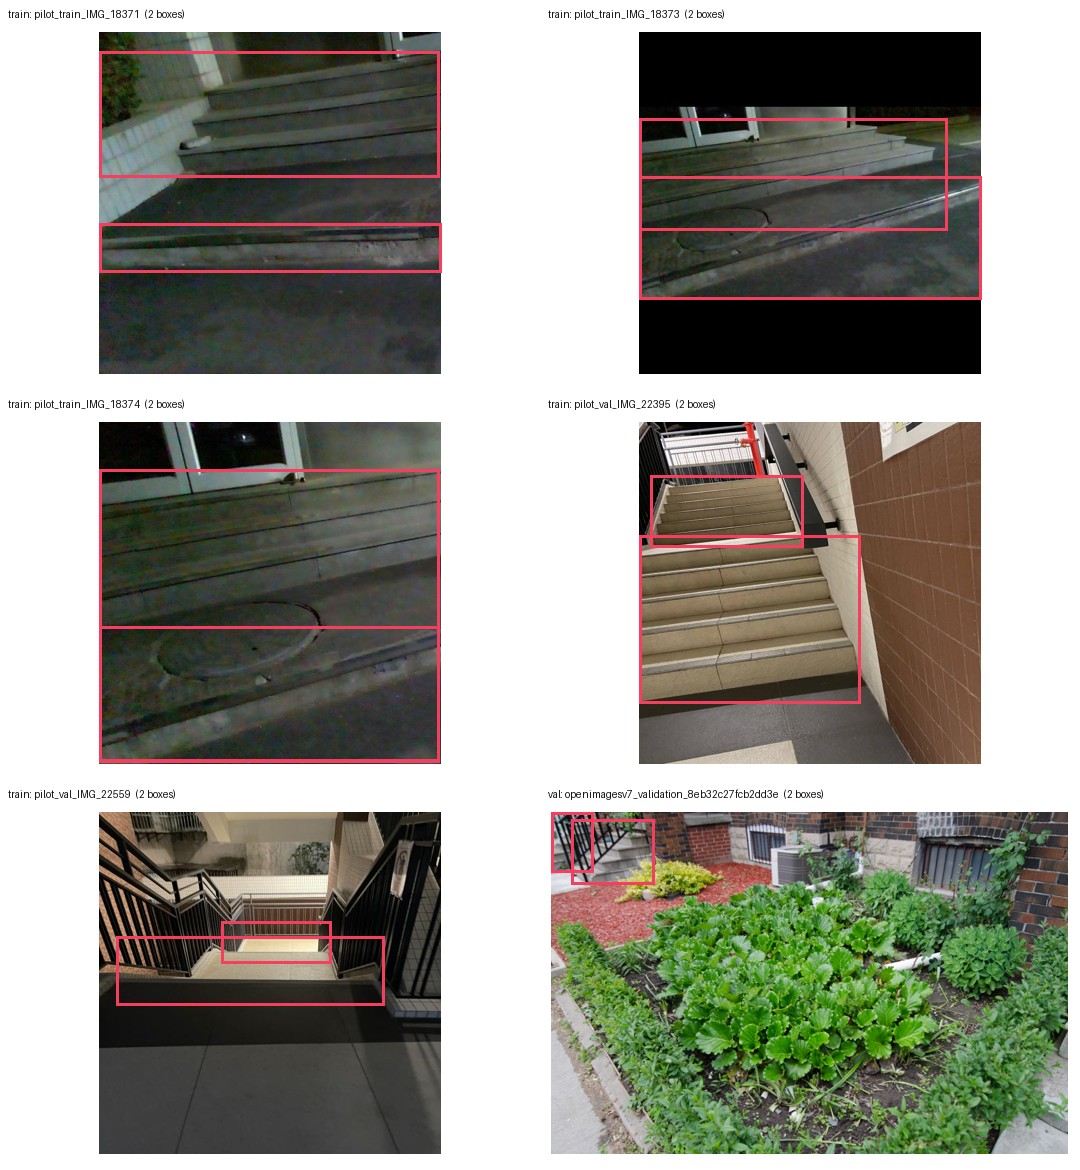 train: pilot_train_IMG_18371 (2 boxes)
train: pilot_train_IMG_18373 (2 boxes)
train: pilot_train_IMG_18374 (2 boxes)
train: pilot_val_IMG_22395 (2 boxes)
train: pilot_val_IMG_22559 (2 boxes)
val: openimagesv7_validation_8eb32c27fcb2dd3e (2 boxes)